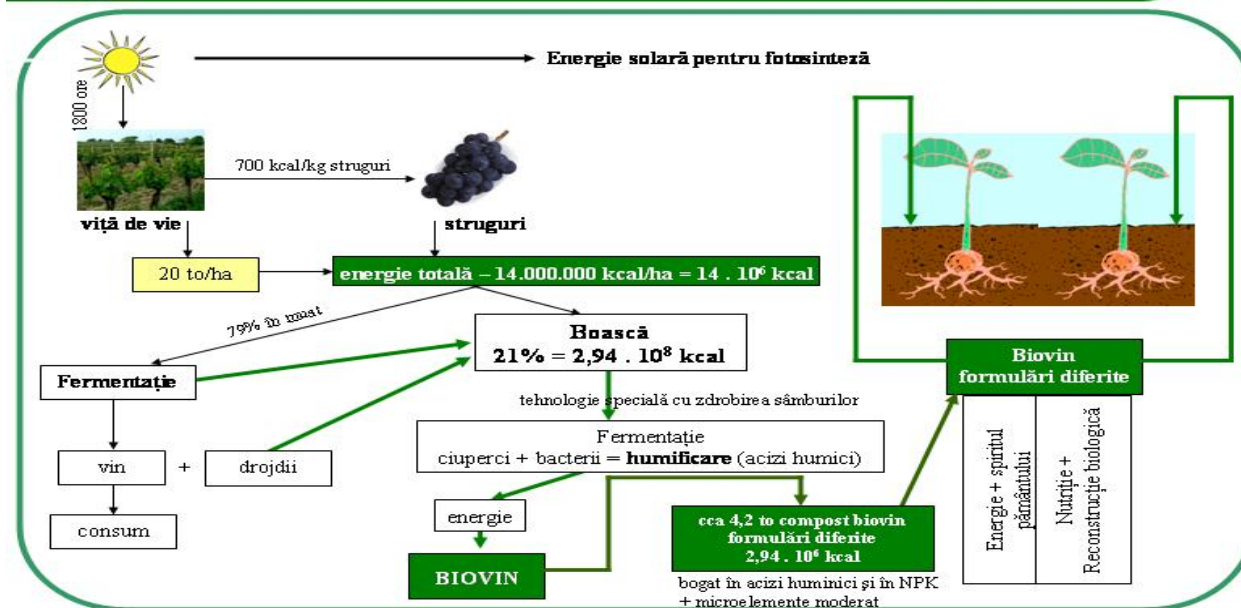 Energie solară pentru fotosinteză
1800 ore
700 kcal/kg struguri
viță de vie
struguri
20 to/ha
energie totală – 14.000.000 kcal/ha = 14 . 10⁶ kcal
79% în must
Boască
21% = 2,94 . 10⁸ kcal
Fermentație
tehnologie specială cu zdrobirea sâmburilor
Fermentație
ciuperci + bacterii = humificare (acizi humici)
vin
+
drojdii
consum
energie
BIOVIN
cca 4,2 to compost biovin
formulări diferite
2,94 . 10⁶ kcal
bogat în acizi huminici și în NPK
+ microelemente moderat
Biovin
formulări diferite
Energie + spiritul
pământului
Nutriție +
Reconstrucție biologică